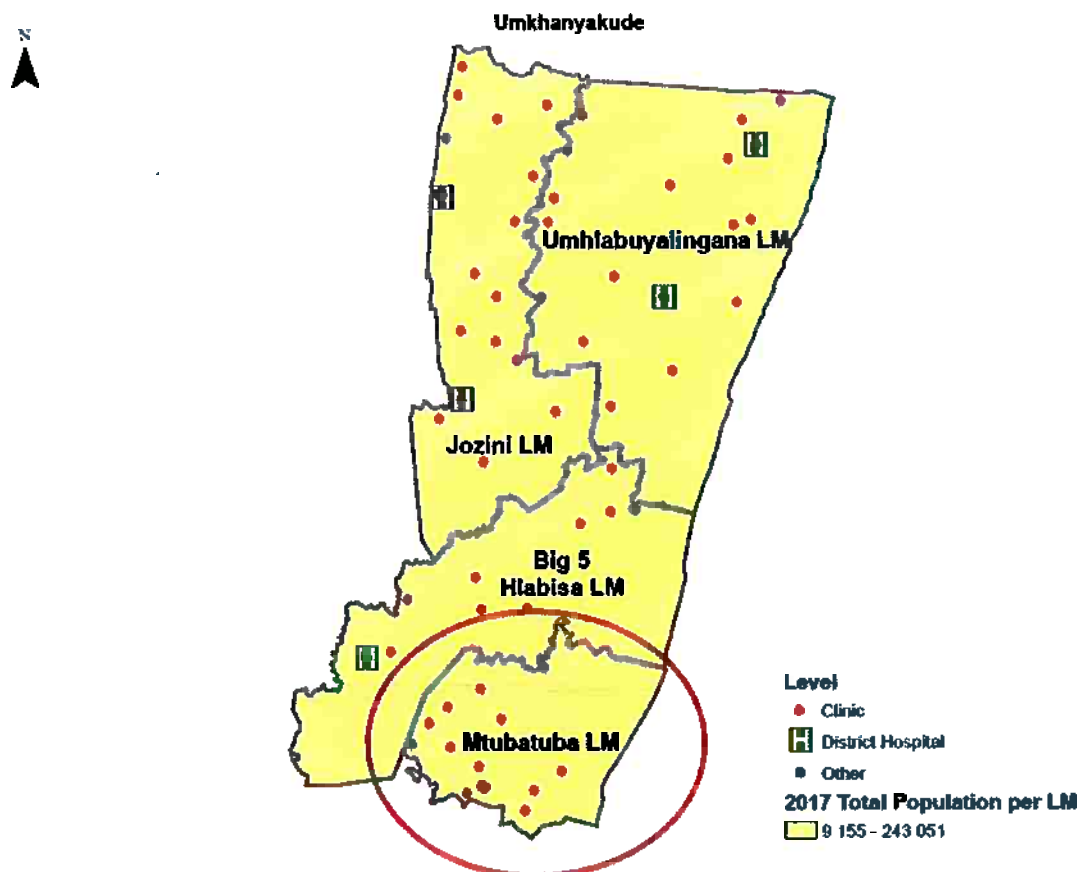 Umkhanyakude
N
Umhlabuyalingana LM
Jozini LM
Big 5
Hlabisa LM
Mtubatuba LM
Level
Clinic
H District Hospital
Other
2017 Total Population per LM
9 155 - 243 051